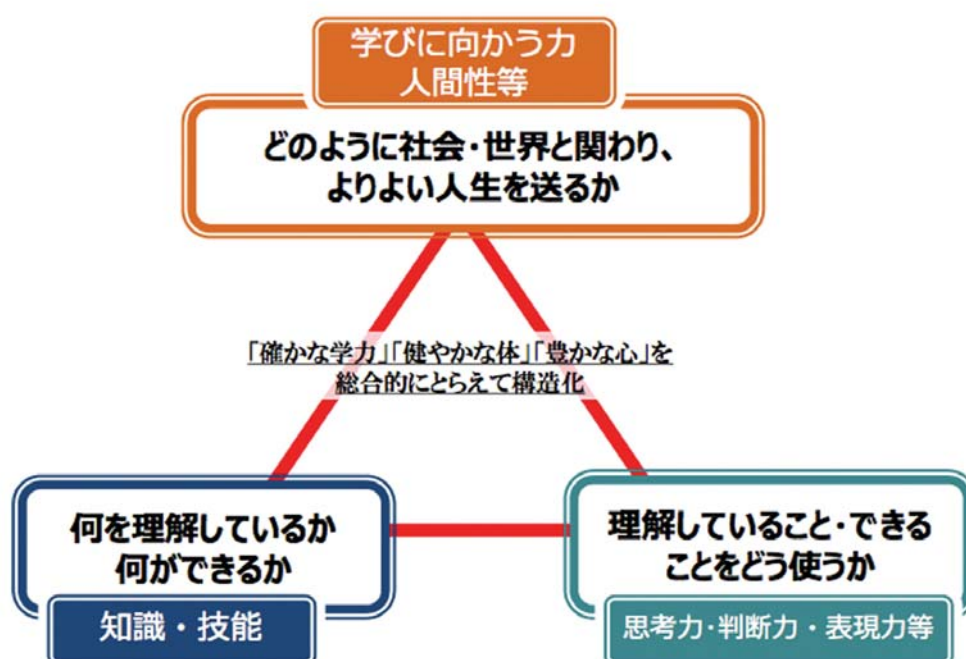 学びに向かう力
人間性等
どのように社会・世界と関わり、
よりよい人生を送るか
「確かな学力」「健やかな体」「豊かな心」を
総合的にとらえて構造化
何を理解しているか
何ができるか
知識・技能
理解していること・できる
ことをどう使うか
思考力・判断力・表現力等